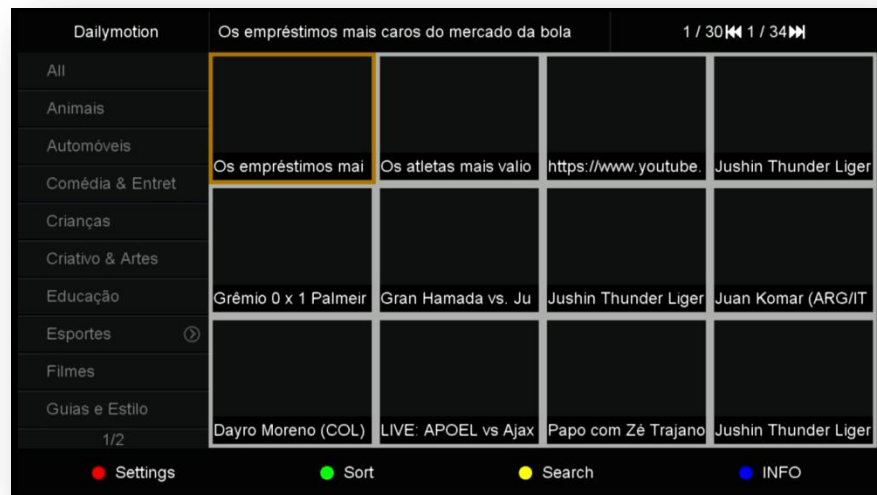 Dailymotion
Os empréstimos mais caros do mercado da bola
1 / 30 1 / 34
All
Animais
Automóveis
Comédia & Entret
Crianças
Criativo & Artes
Educação
Esportes
Filmes
Guias e Estilo
1/2
Os empréstimos mai
Os atletas mais valio
https://www.youtube.
Jushin Thunder Liger
Grêmio 0 x 1 Palmeir
Gran Hamada vs. Ju
Jushin Thunder Liger
Juan Komar (ARG/IT
Dayro Moreno (COL)
LIVE: APOEL vs Ajax
Papo com Zé Trajano
Jushin Thunder Liger
Settings
Sort
Search
INFO